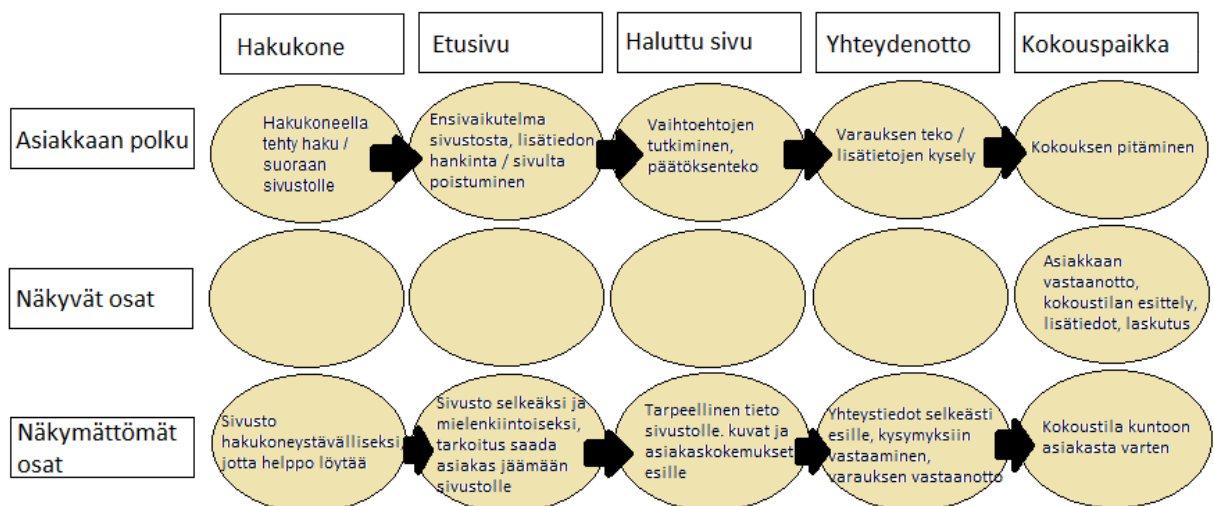 Hakukone
Etusivu
Haluttu sivu
Yhteydenotto
Kokouspaikka
Asiakkaan polku
Hakukoneella
tehty haku /
suoraan
sivustolle
Ensivaikutelma
sivustosta, lisätiedon
hankinta / sivulta
poistuminen
Vaihtoehtojen
tutkiminen,
päätöksenteko
Varauksen teko /
lisätietojen kysely
Kokouksen pitäminen
Näkyvät osat
Asiakkaan
vastaanotto,
kokoustilan esittely,
lisätiedot, laskutus
Näkymättömät
osat
Sivusto
hakukoneystävälliseksi,
jotta helppo löytää
Sivusto selkeäksi ja
mielenkiintoiseksi,
tarkoitus saada
asiakas jäämään
sivustolle
Tarpeellinen tieto
sivustolle. kuvat ja
asiakaskokemukset
esille
Yhteystiedot selkeästi
esille, kysymyksiin
vastaaminen,
varauksen vastaanotto
Kokoustila kuntoon
asiakasta varten